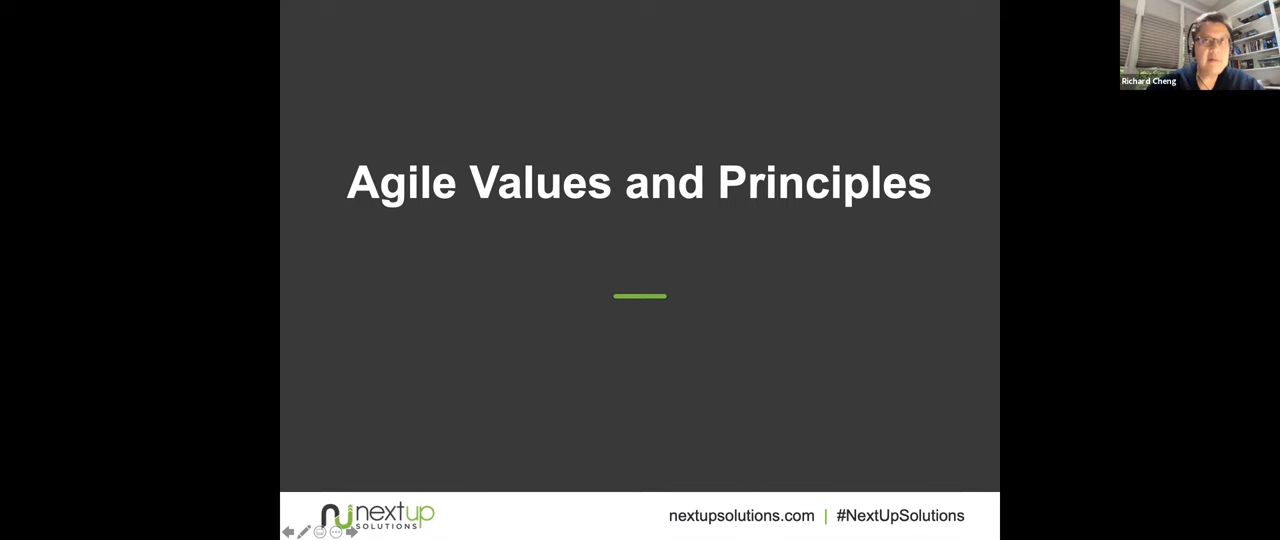 Richard Cheng
Agile Values and Principles
nextup
SOLUTIONS
nextupsolutions.com | #NextUpSolutions